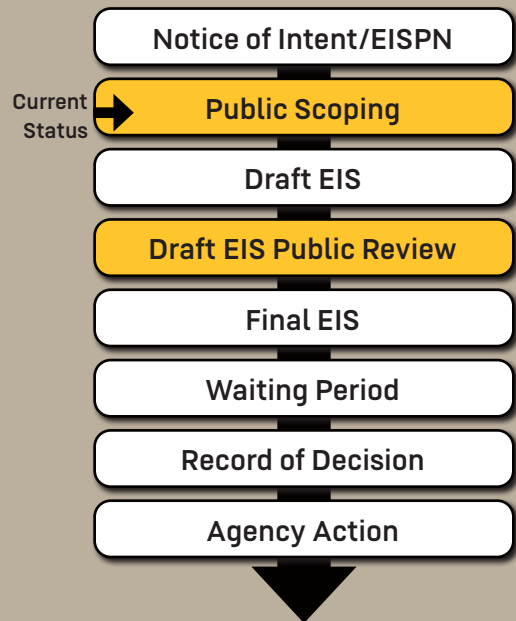 Notice of Intent/EISPN
Current
Status
Public Scoping
Draft EIS
Draft EIS Public Review
Final EIS
Waiting Period
Record of Decision
Agency Action